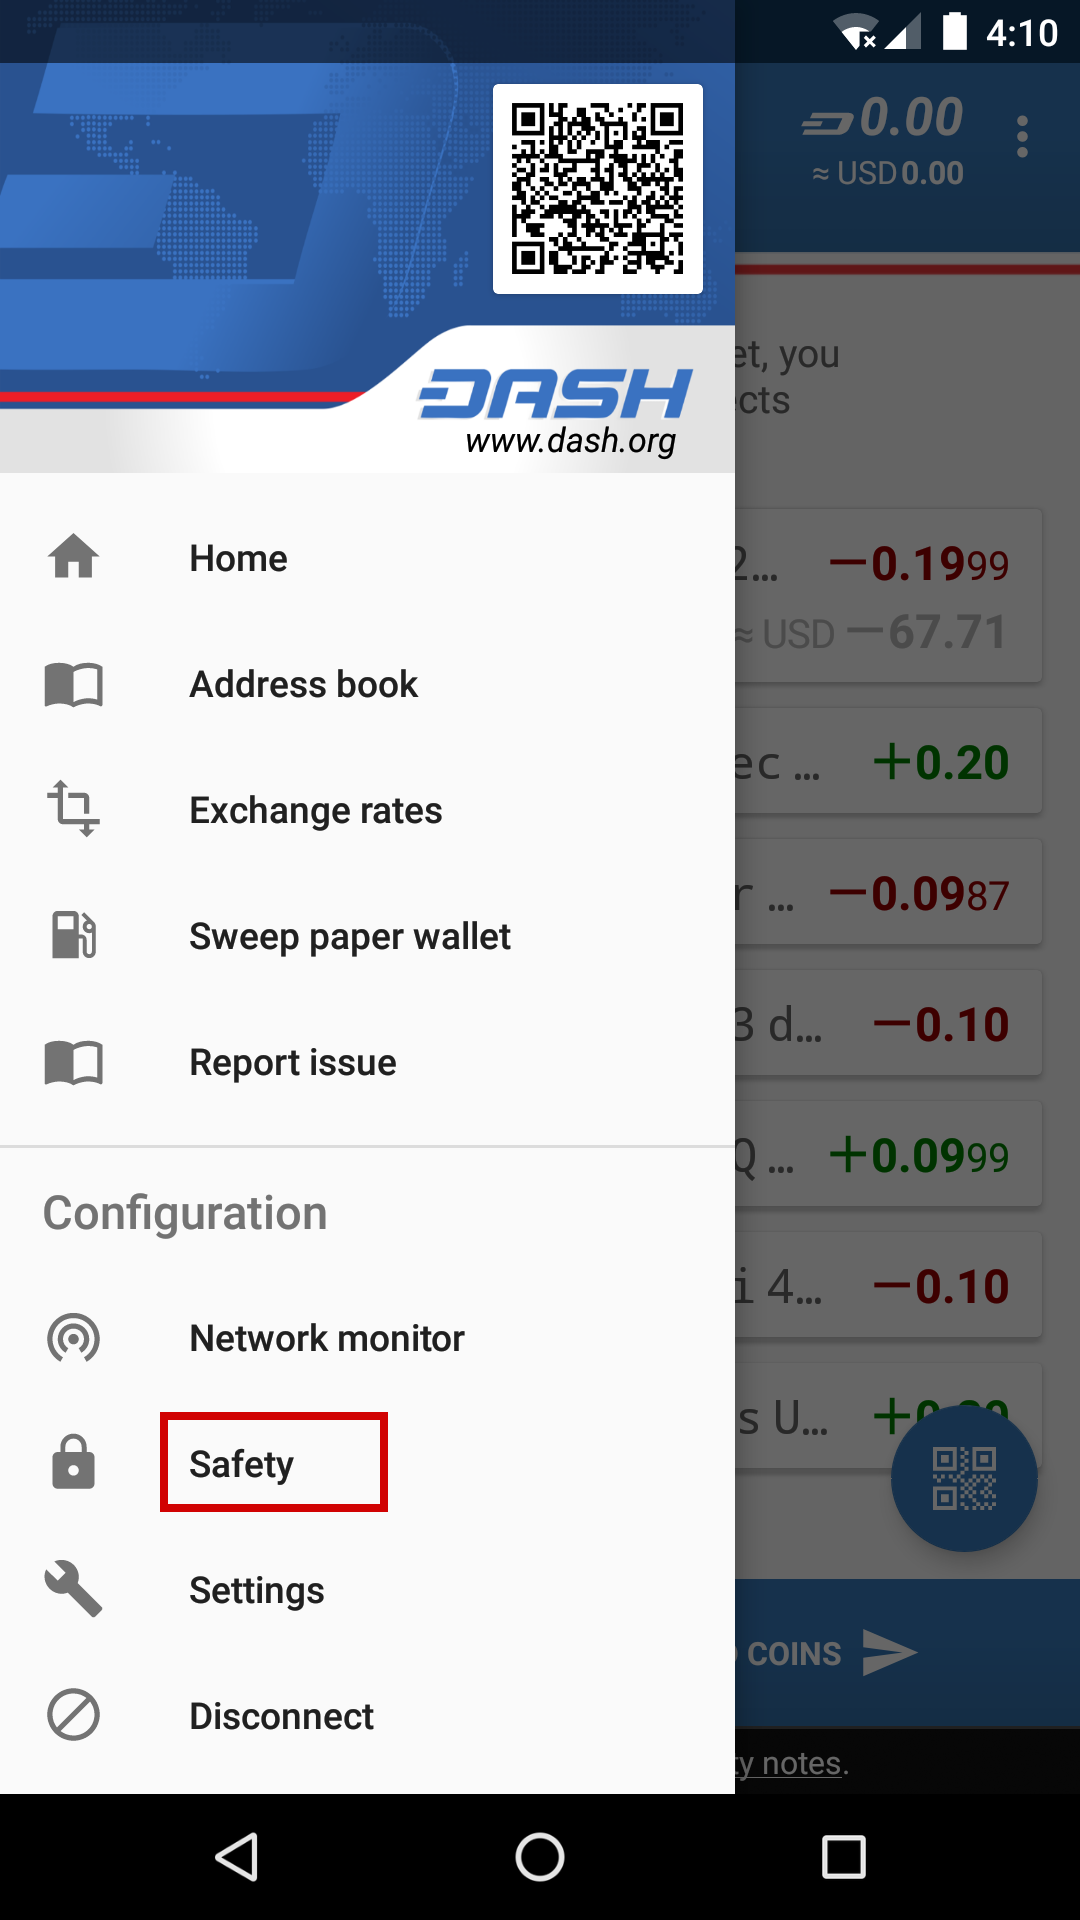 4:10
0.00
≈ USD 0.00
DASH
www.dash.org
et, you
ects
Home
Address book
Exchange rates
Sweep paper wallet
Report issue
Configuration
Network monitor
Safety
Settings
Disconnect
2… −0.1999
≈ USD −67.71
ec … +0.20
r … −0.0987
3 d… −0.10
Q … +0.0999
i 4… −0.10
s U…
COINS
ty notes.